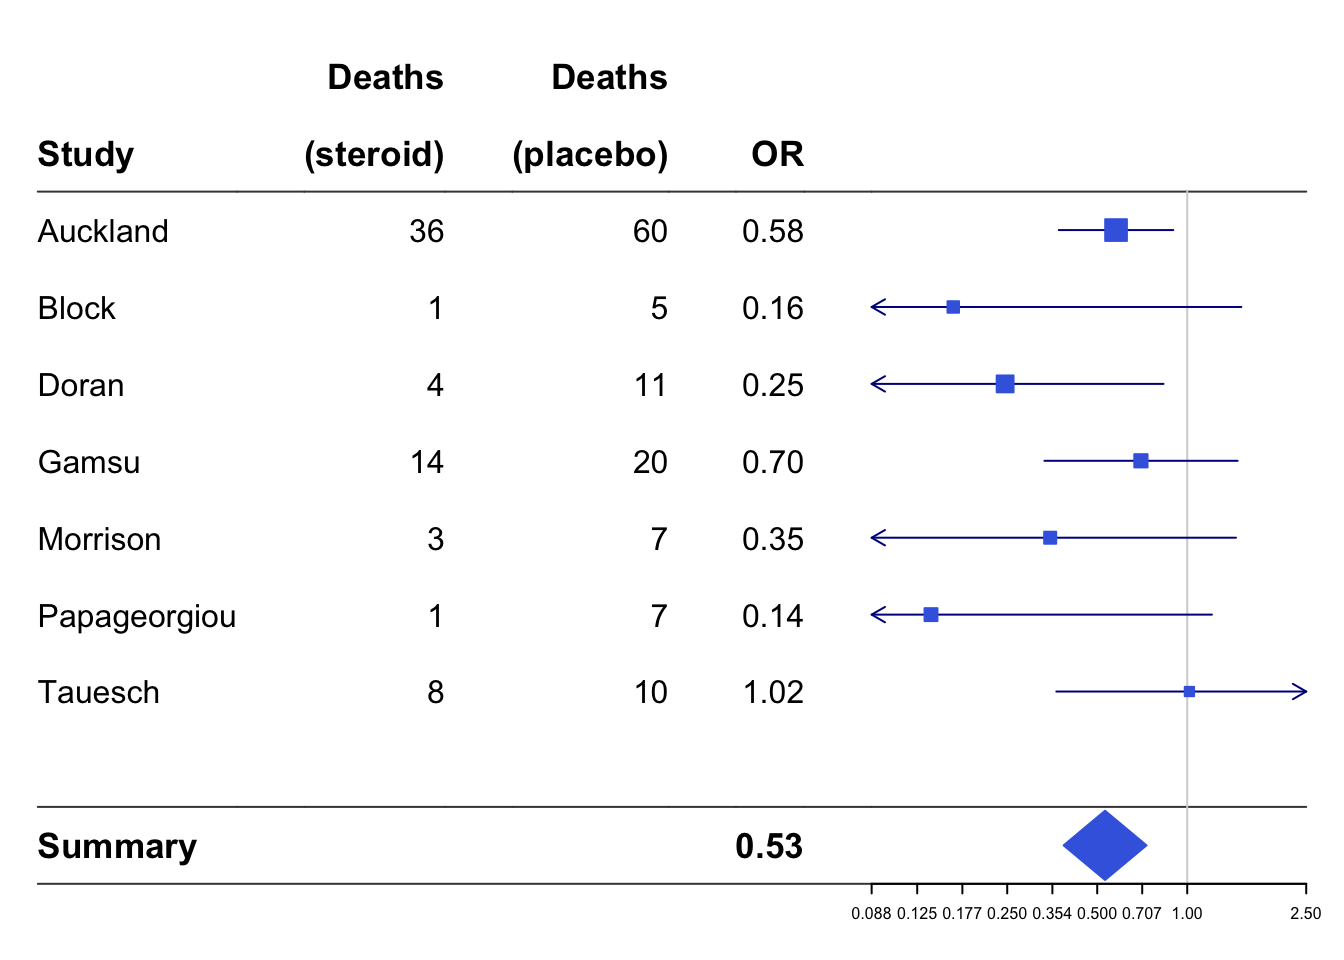 Deaths Deaths
Study (steroid) (placebo) OR
Auckland 36 60 0.58
Block 1 5 0.16
Doran 4 11 0.25
Gamsu 14 20 0.70
Morrison 3 7 0.35
Papageorgiou 1 7 0.14
Tauesch 8 10 1.02
Summary 0.53
0.088 0.125 0.177 0.250 0.354 0.500 0.707 1.00 2.50